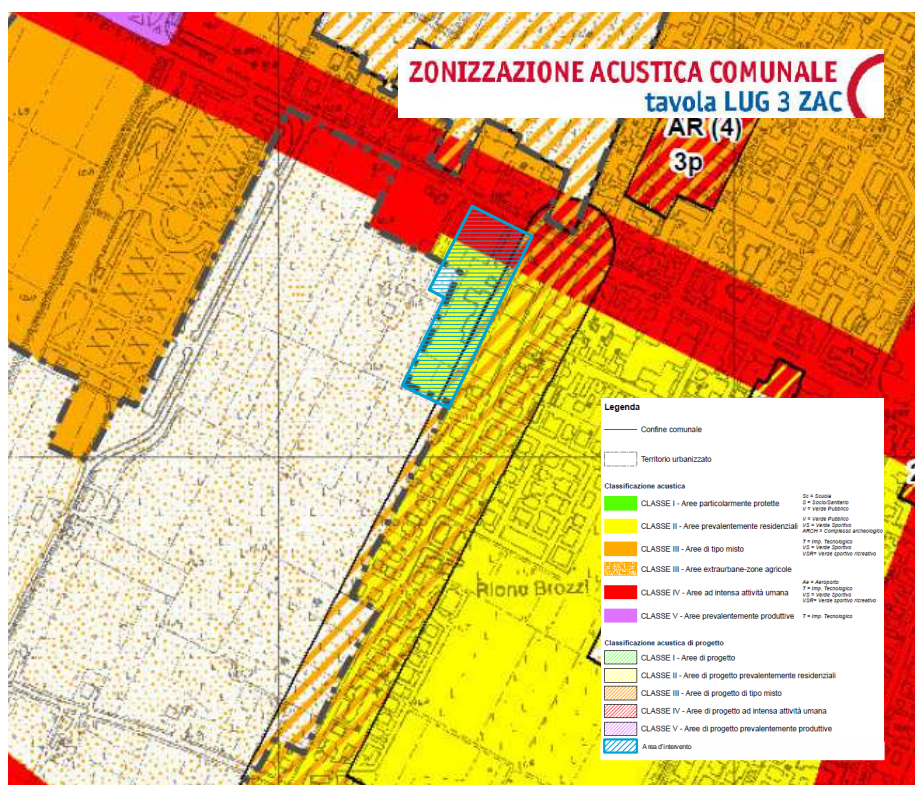 ZONIZZAZIONE ACUSTICA COMUNALE
tavola LUG 3 ZAC
AR (4)
3p
Rione Brozzi
Legenda
Confine comunale
Territorio urbanizzato
Classificazione acustica
CLASSE I - Aree particolarmente protette
Sc = Scuola
S = Socio/Sanitario
V = Verde Pubblico
CLASSE II - Aree prevalentemente residenziali
V = Verde Pubblico
VS = Verde Sportivo
ARCH = Complesso archeologico
CLASSE III - Aree di tipo misto
T = Imp. Tecnologico
VS = Verde Sportivo
VSR= Verde sportivo ricreativo
CLASSE III - Aree extraurbane-zone agricole
CLASSE IV - Aree ad intensa attività umana
Ae = Aeroporto
T = Imp. Tecnologico
VS = Verde Sportivo
VSR= Verde sportivo ricreativo
CLASSE V - Aree prevalentemente produttive
T = Imp. Tecnologico
Classificazione acustica di progetto
CLASSE I - Aree di progetto
CLASSE II - Aree di progetto prevalentemente residenziali
CLASSE III - Aree di progetto di tipo misto
CLASSE IV - Aree di progetto ad intensa attività umana
CLASSE V - Aree di progetto prevalentemente produttive
Area d'intervento